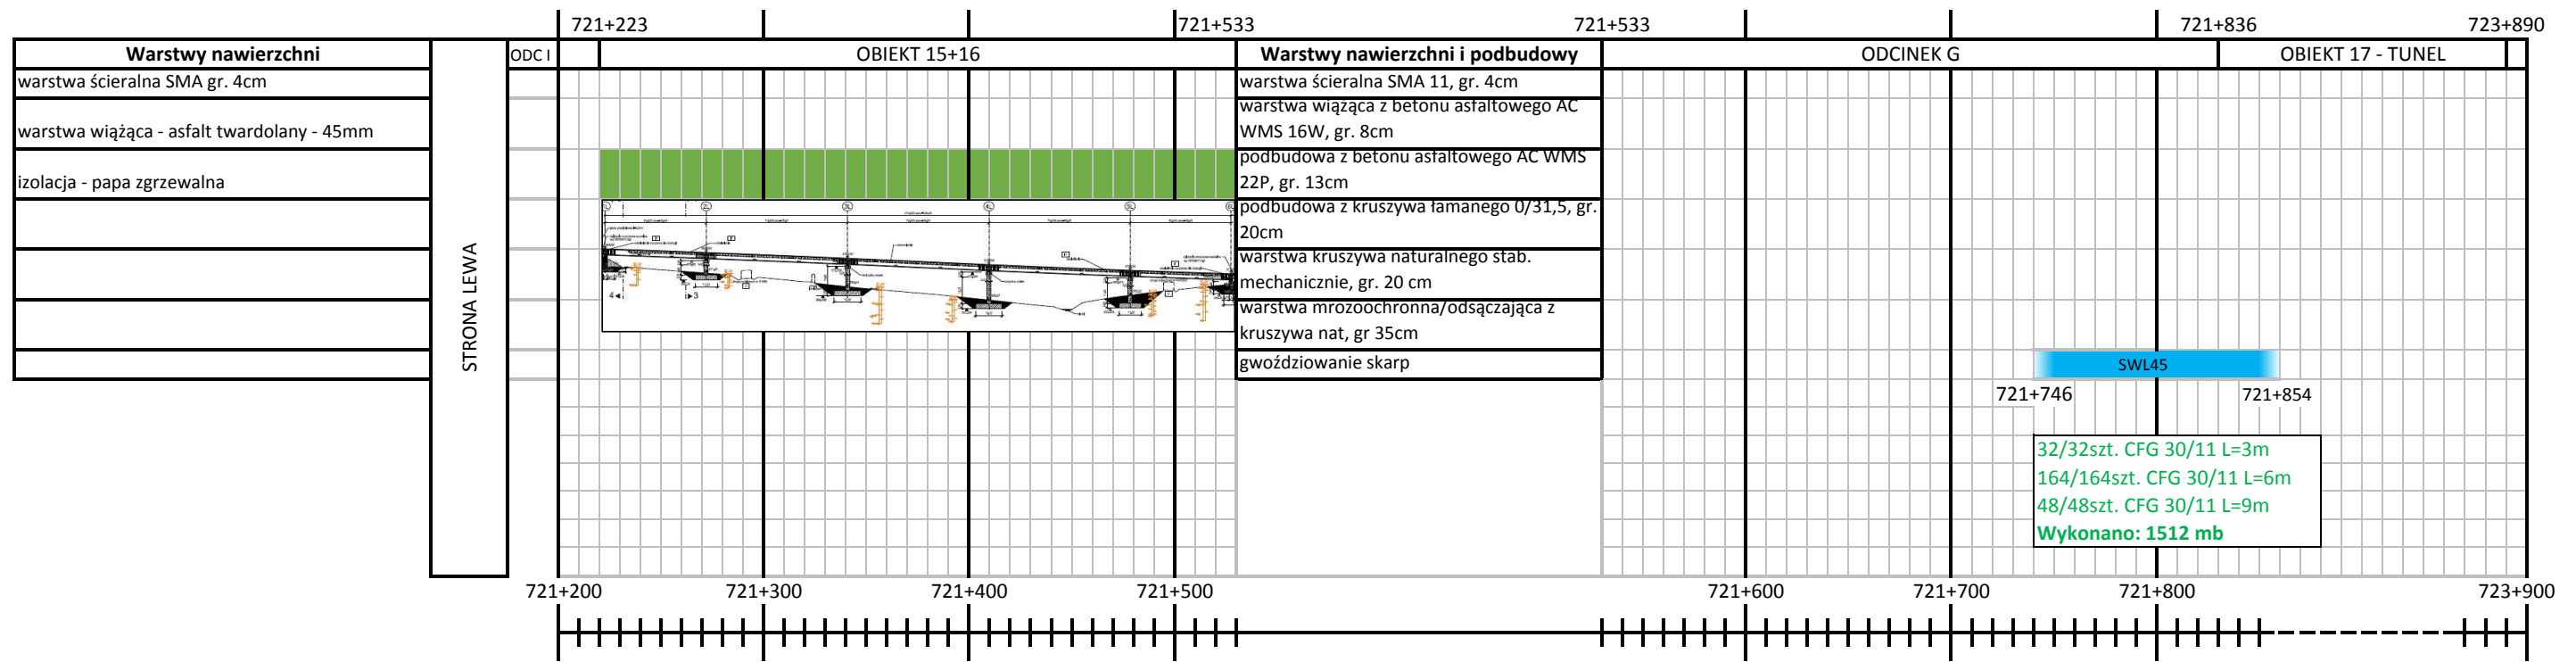 721+223
721+533
721+533
721+836
723+890
Warstwy nawierzchni
ODC I
OBIEKT 15+16
Warstwy nawierzchni i podbudowy
ODCINEK G
OBIEKT 17 - TUNEL
STRONA LEWA
warstwa ścieralna SMA gr. 4cm
warstwa wiążąca - asfalt twardolany - 45mm
izolacja - papa zgrzewalna
warstwa ścieralna SMA 11, gr. 4cm
warstwa wiążąca z betonu asfaltowego AC
WMS 16W, gr. 8cm
podbudowa z betonu asfaltowego AC WMS
22P, gr. 13cm
podbudowa z kruszywa łamanego 0/31,5, gr.
20cm
warstwa kruszywa naturalnego stab.
mechanicznie, gr. 20 cm
warstwa mrozoochronna/odsączająca z
kruszywa nat, gr 35cm
gwoździowanie skarp
SWL45
721+746
721+854
32/32szt. CFG 30/11 L=3m
164/164szt. CFG 30/11 L=6m
48/48szt. CFG 30/11 L=9m
Wykonano: 1512 mb
721+200
721+300
721+400
721+500
721+600
721+700
721+800
723+900